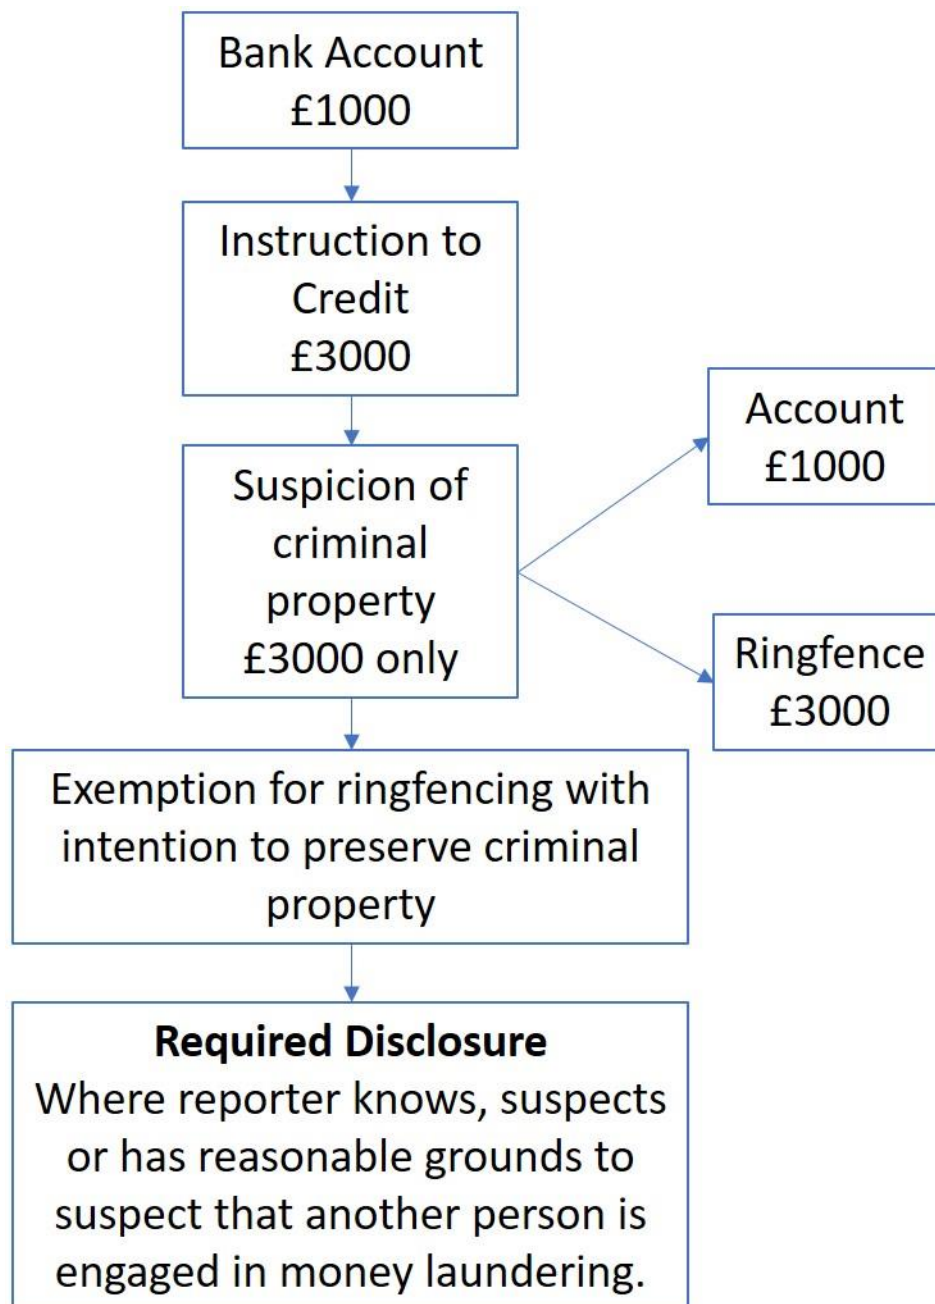 Bank Account
£1000
Instruction to
Credit
£3000
Suspicion of
criminal
property
£3000 only
Account
£1000
Ringfence
£3000
Exemption for ringfencing with
intention to preserve criminal
property
Required Disclosure
Where reporter knows, suspects
or has reasonable grounds to
suspect that another person is
engaged in money laundering.